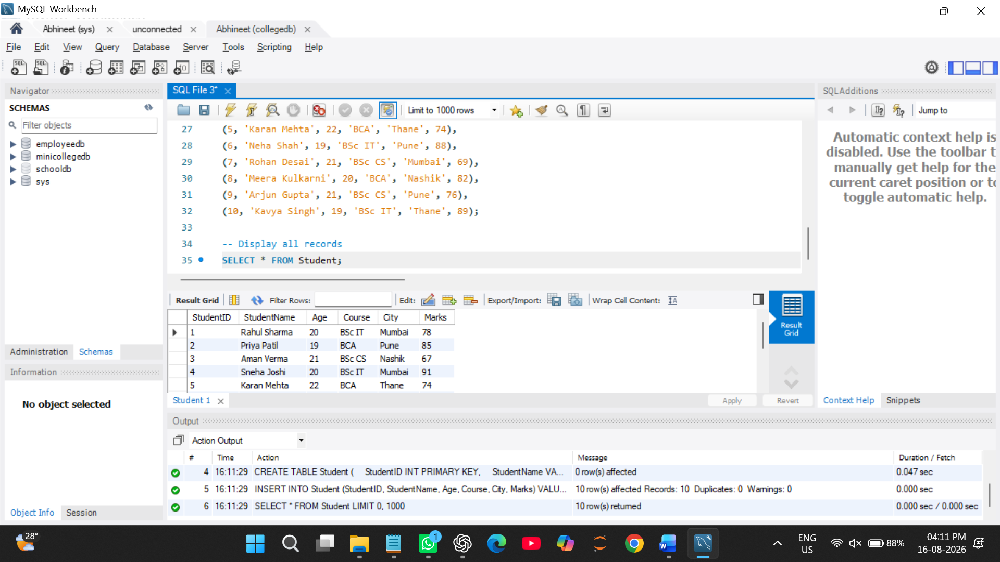 MySQL Workbench
Abhineet (sys) unconnected Abhineet (collegedb)
File Edit View Query Database Server Tools Scripting Help
Navigator
SCHEMAS
Filter objects
employeedb
minicollegedb
schooldb
sys
Administration Schemas
Information
No object selected
Object Info Session
SQL File 3*
Limit to 1000 rows
27 (5, 'Karan Mehta', 22, 'BCA', 'Thane', 74),
28 (6, 'Neha Shah', 19, 'BSc IT', 'Pune', 88),
29 (7, 'Rohan Desai', 21, 'BSc CS', 'Mumbai', 69),
30 (8, 'Meera Kulkarni', 20, 'BCA', 'Nashik', 82),
31 (9, 'Arjun Gupta', 21, 'BSc CS', 'Pune', 76),
32 (10, 'Kavya Singh', 19, 'BSc IT', 'Thane', 89);
33
34 -- Display all records
35 SELECT * FROM Student;
Result Grid Filter Rows: Edit: Export/Import: Wrap Cell Content:
StudentID StudentName Age Course City Marks
1 Rahul Sharma 20 BSc IT Mumbai 78
2 Priya Patil 19 BCA Pune 85
3 Aman Verma 21 BSc CS Nashik 67
4 Sneha Joshi 20 BSc IT Mumbai 91
5 Karan Mehta 22 BCA Thane 74
Result
Grid
Student 1 Apply Revert
SQLAdditions
Jump to
Automatic context help is
disabled. Use the toolbar t
manually get help for the
current caret position or to
toggle automatic help.
Context Help Snippets
Output
Action Output
# Time Action Message Duration / Fetch
4 16:11:29 CREATE TABLE Student ( StudentID INT PRIMARY KEY, StudentName VA... 0 row(s) affected 0.047 sec
5 16:11:29 INSERT INTO Student (StudentID, StudentName, Age, Course, City, Marks) VALU... 10 row(s) affected Records: 10 Duplicates: 0 Warnings: 0 0.000 sec
6 16:11:29 SELECT * FROM Student LIMIT 0, 1000 10 row(s) returned 0.000 sec / 0.000 sec
28°
1
ENG
US
88%
04:11 PM
16-08-2026